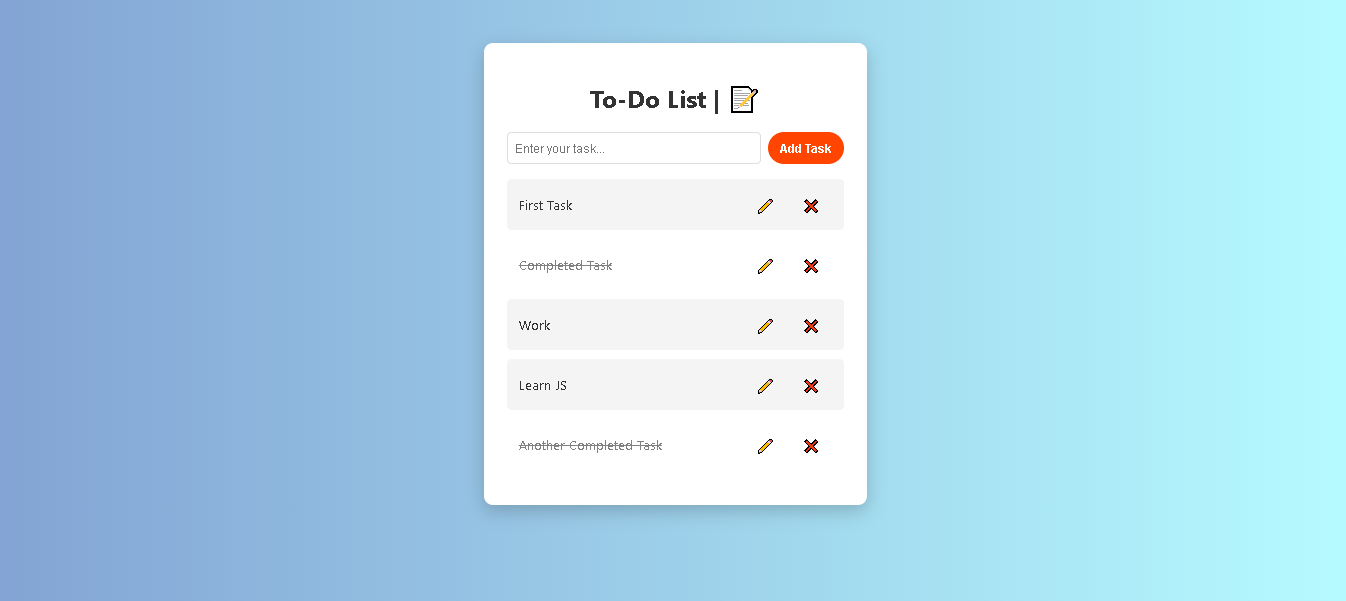 To-Do List | 📝
Enter your task...
Add Task
First Task
Completed Task
Work
Learn JS
Another Completed Task